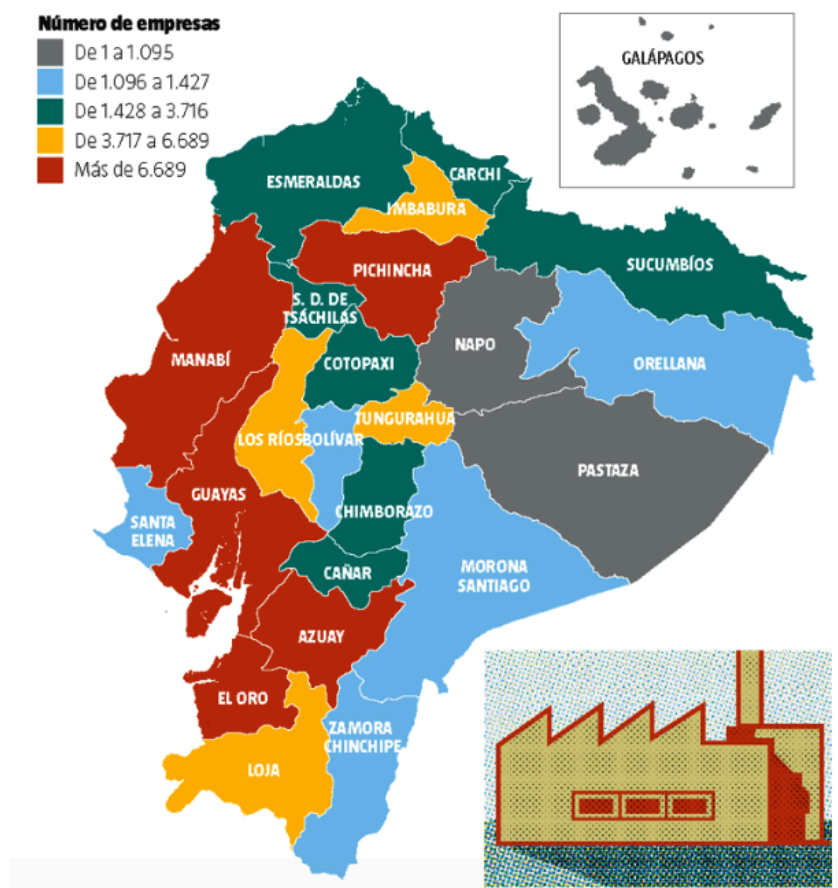 Número de empresas
De 1 a 1.095
De 1.096 a 1.427
De 1.428 a 3.716
De 3.717 a 6.689
Más de 6.689
GALÁPAGOS
ESMERALDAS
CARCHI
IMBABURA
SUCUMBÍOS
PICHINCHA
S. D. DE
TSÁCHILAS
NAPO
MANABÍ
COTOPAXI
ORELLANA
TUNGURAHUA
LOS RÍOS
BOLÍVAR
PASTAZA
GUAYAS
CHIMBORAZO
SANTA
ELENA
CAÑAR
MORONA
SANTIAGO
AZUAY
EL ORO
ZAMORA
CHINCHIPE
LOJA